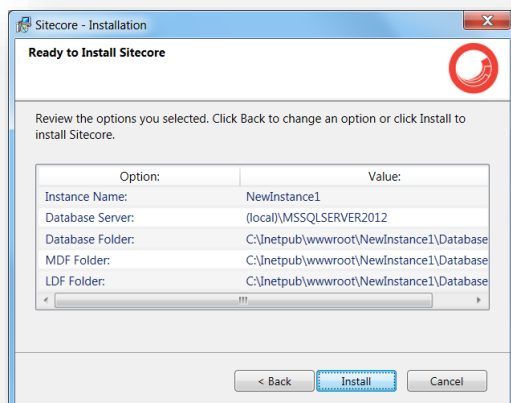 Sitecore - Installation
Ready to Install Sitecore
Review the options you selected. Click Back to change an option or click Install to
install Sitecore.
Option: Value:
Instance Name: NewInstance1
Database Server: (local)\MSSQLSERVER2012
Database Folder: C:\Inetpub\wwwroot\NewInstance1\Database
MDF Folder: C:\Inetpub\wwwroot\NewInstance1\Database
LDF Folder: C:\Inetpub\wwwroot\NewInstance1\Database
< Back Install Cancel